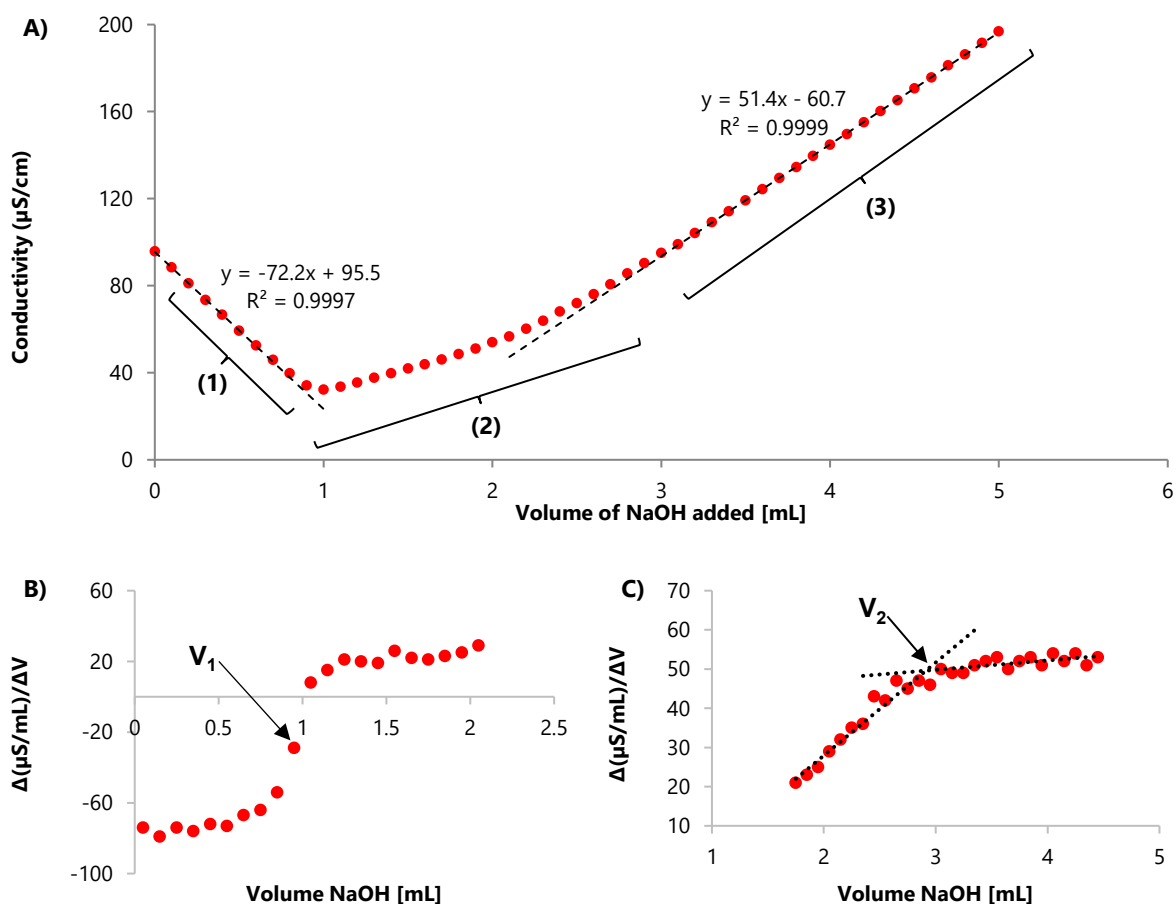 A)
Conductivity (µS/cm)
200
160
120
80
40
0
y = 51.4x - 60.7
R² = 0.9999
(3)
y = -72.2x + 95.5
R² = 0.9997
(1)
(2)
0 1 2 3 4 5 6
Volume of NaOH added [mL]
B)
Δ(µS/mL)/ΔV
60
20
-20
-60
-100
V₁
0 0.5 1 1.5 2 2.5
Volume NaOH [mL]
C)
Δ(µS/mL)/ΔV
70
60
50
40
30
20
10
V₂
1 2 3 4 5
Volume NaOH [mL]